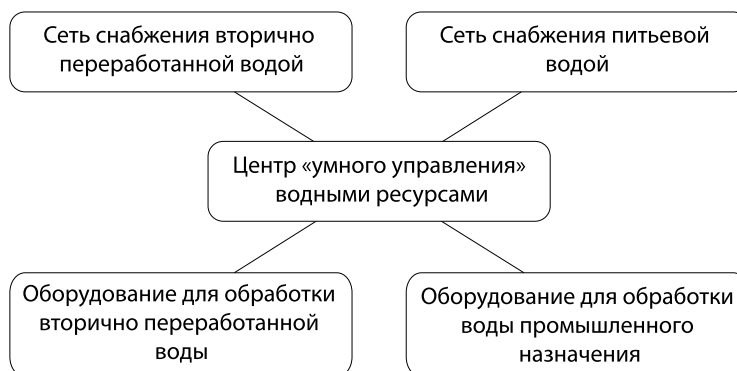 Сеть снабжения вторично
переработанной водой
Сеть снабжения питьевой
водой
Центр «умного управления»
водными ресурсами
Оборудование для обработки
вторично переработанной
воды
Оборудование для обработки
воды промышленного
назначения